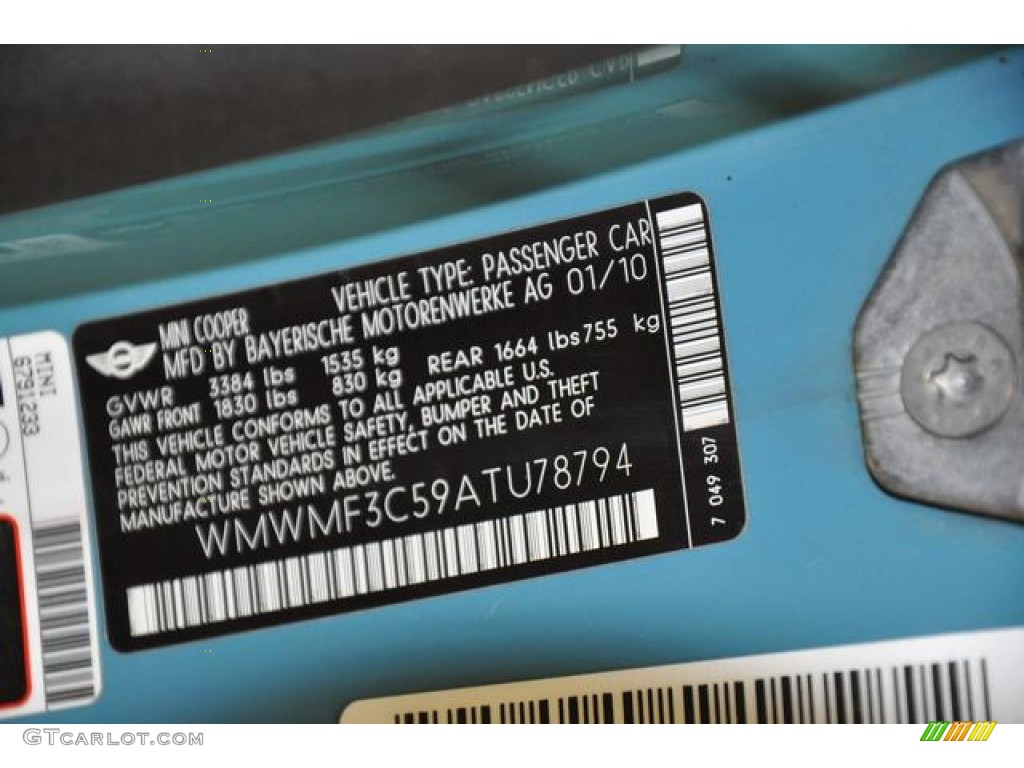 MINI COOPER VEHICLE TYPE: PASSENGER CAR
MFD BY BAYERISCHE MOTORENWERKE AG 01/10
GVWR 3384 lbs 1535 kg
GAWR FRONT 1830 lbs 830 kg REAR 1664 lbs 755 kg
THIS VEHICLE CONFORMS TO ALL APPLICABLE U.S.
FEDERAL MOTOR VEHICLE SAFETY, BUMPER AND THEFT
PREVENTION STANDARDS IN EFFECT ON THE DATE OF
MANUFACTURE SHOWN ABOVE.
WMWMF3C59ATU78794
7 049 307
MINI
6791283
GTCARLOT.COM